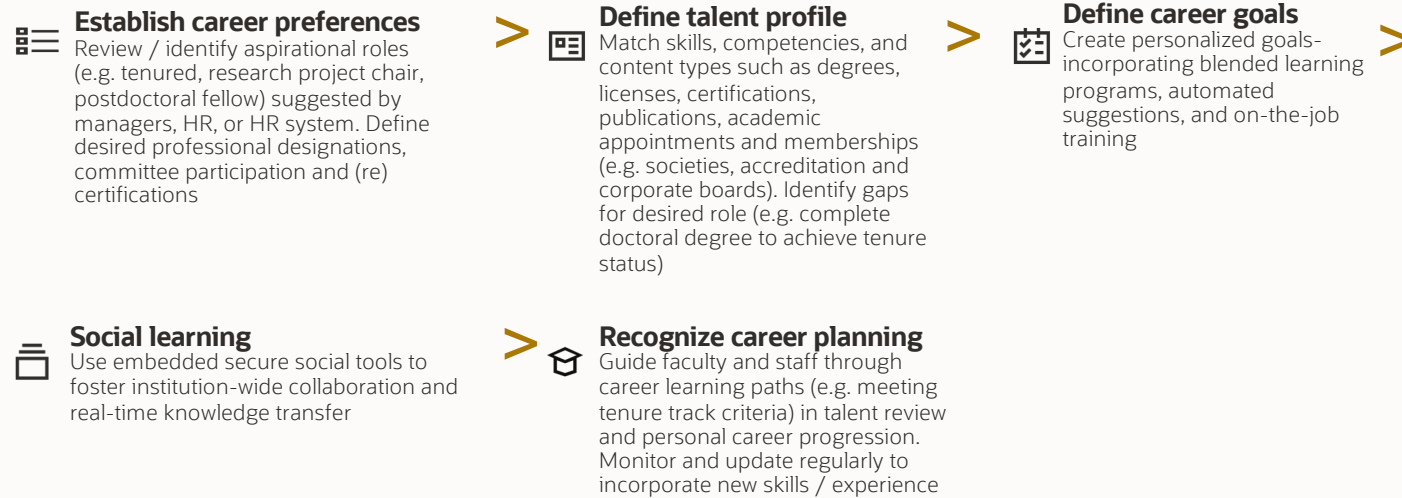 Establish career preferences
Review / identify aspirational roles
(e.g. tenured, research project chair,
postdoctoral fellow) suggested by
managers, HR, or HR system. Define
desired professional designations,
committee participation and (re)
certifications
>
Define talent profile
Match skills, competencies, and
content types such as degrees,
licenses, certifications,
publications, academic
appointments and memberships
(e.g. societies, accreditation and
corporate boards). Identify gaps
for desired role (e.g. complete
doctoral degree to achieve tenure
status)
>
Define career goals
Create personalized goals-
incorporating blended learning
programs, automated
suggestions, and on-the-job
training
>
Social learning
Use embedded secure social tools to
foster institution-wide collaboration and
real-time knowledge transfer
>
Recognize career planning
Guide faculty and staff through
career learning paths (e.g. meeting
tenure track criteria) in talent review
and personal career progression.
Monitor and update regularly to
incorporate new skills / experience